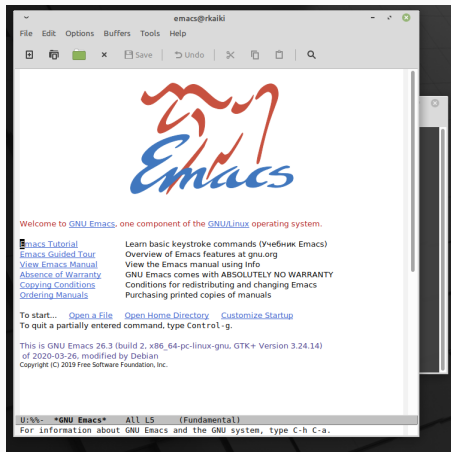 emacs@rkaiki
File Edit Options Buffers Tools Help
Save Undo
Emacs
Welcome to GNU Emacs, one component of the GNU/Linux operating system.
Emacs Tutorial Learn basic keystroke commands (Учебник Emacs)
Emacs Guided Tour Overview of Emacs features at gnu.org
View Emacs Manual View the Emacs manual using Info
Absence of Warranty GNU Emacs comes with ABSOLUTELY NO WARRANTY
Copying Conditions Conditions for redistributing and changing Emacs
Ordering Manuals Purchasing printed copies of manuals
To start... Open a File Open Home Directory Customize Startup
To quit a partially entered command, type Control-g.
This is GNU Emacs 26.3 (build 2, x86_64-pc-linux-gnu, GTK+ Version 3.24.14)
of 2020-03-26, modified by Debian
Copyright (C) 2019 Free Software Foundation, Inc.
U:%%- *GNU Emacs* All L5 (Fundamental)
For information about GNU Emacs and the GNU system, type C-h C-a.